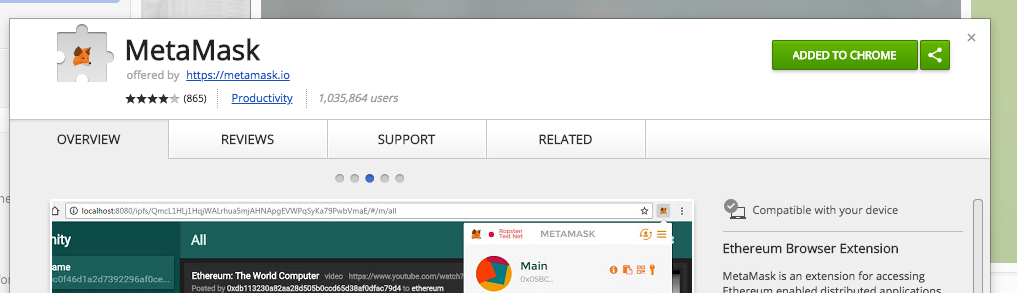 MetaMask
offered by https://metamask.io
(865) Productivity 1,035,864 users
ADDED TO CHROME
OVERVIEW REVIEWS SUPPORT RELATED
localhost:8080/ipfs/QmcL1HLj1HqjWALrhua5mjAHNApgEVWPqSyKa79PwbVmaE/#/m/all
nity
All
Ropsten
Test Net
METAMASK
name
0cf46d1a2d7392296af0ce...
Ethereum: The World Computer video https://www.youtube.com/watch?
Posted by 0xdb113230a82aa28d505b0ccd65d38af0dfac79d4 to ethereum
Main
0x05BC..
Compatible with your device
Ethereum Browser Extension
MetaMask is an extension for accessing
Ethereum enabled distributed applications